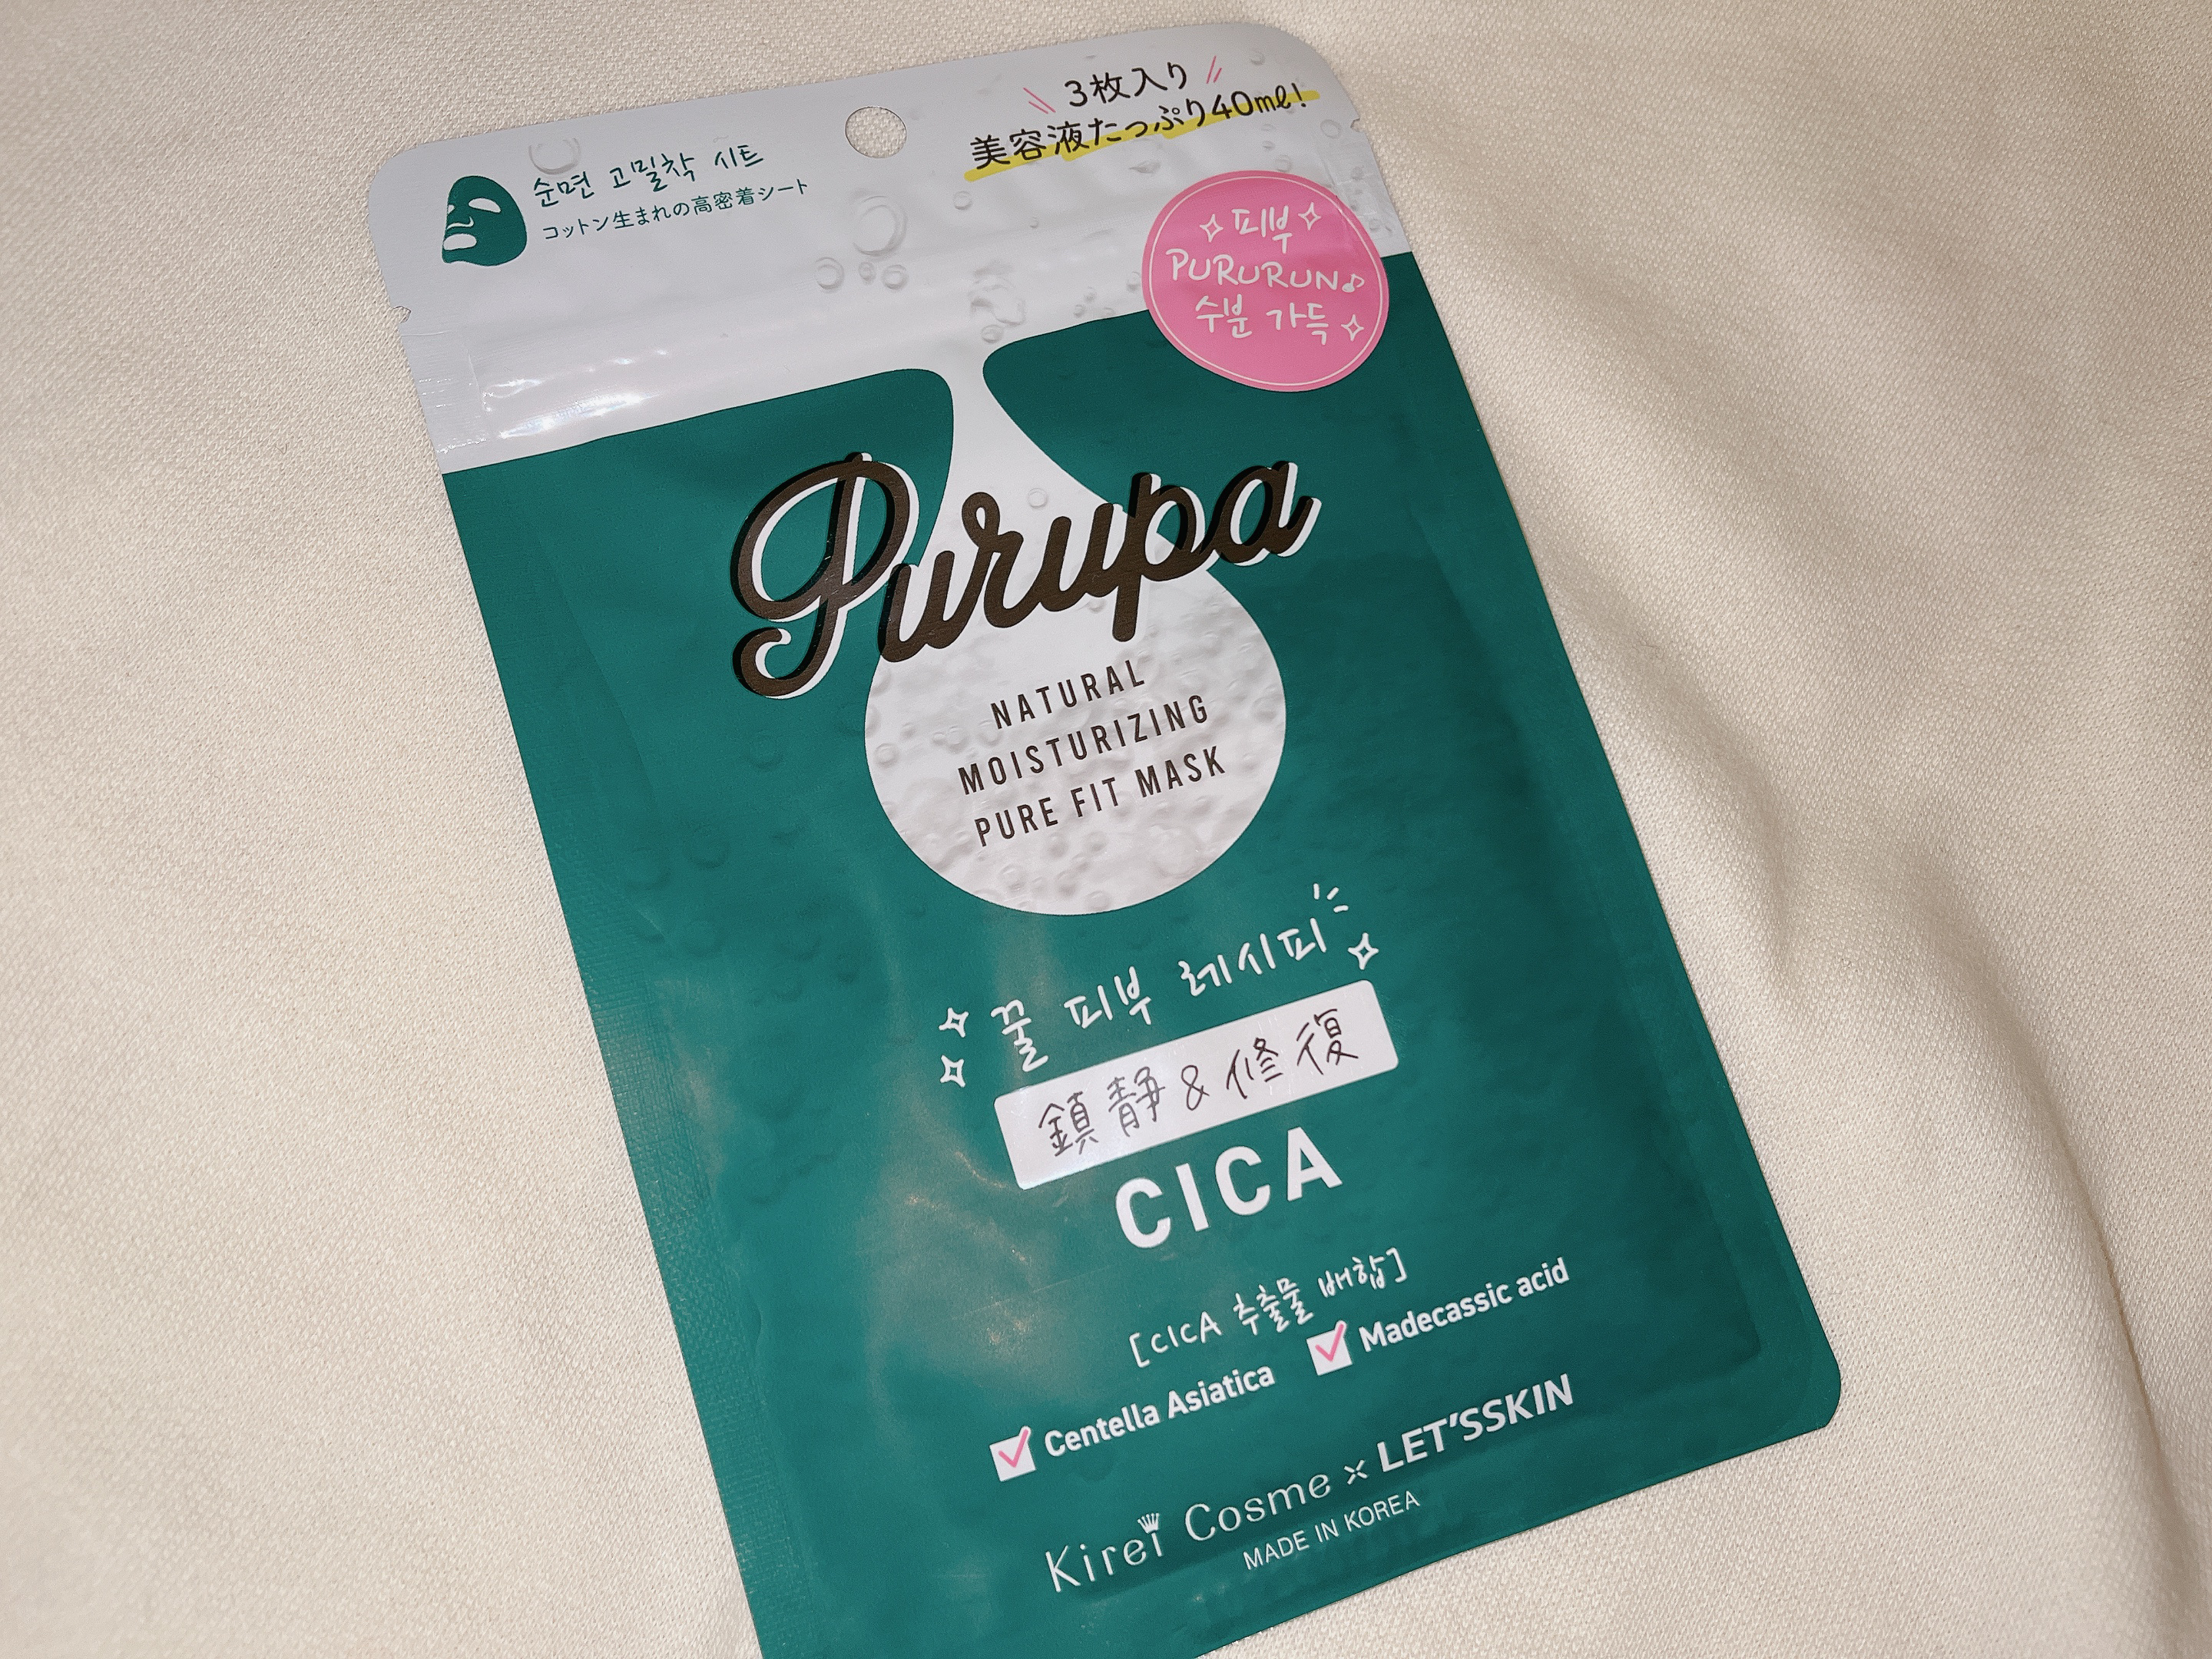 3枚入り
美容液たっぷり40mℓ!
순면 고밀착 시트
コットン生まれの高密着シート
피부
PURURUN♪
수분 가득
Purupa
NATURAL
MOISTURIZING
PURE FIT MASK
꿀 피부 레시피
鎮静&修復
CICA
[CICA 추출물 배합]
Centella Asiatica
Madecassic acid
Kirei Cosme × LET'SSKIN
MADE IN KOREA